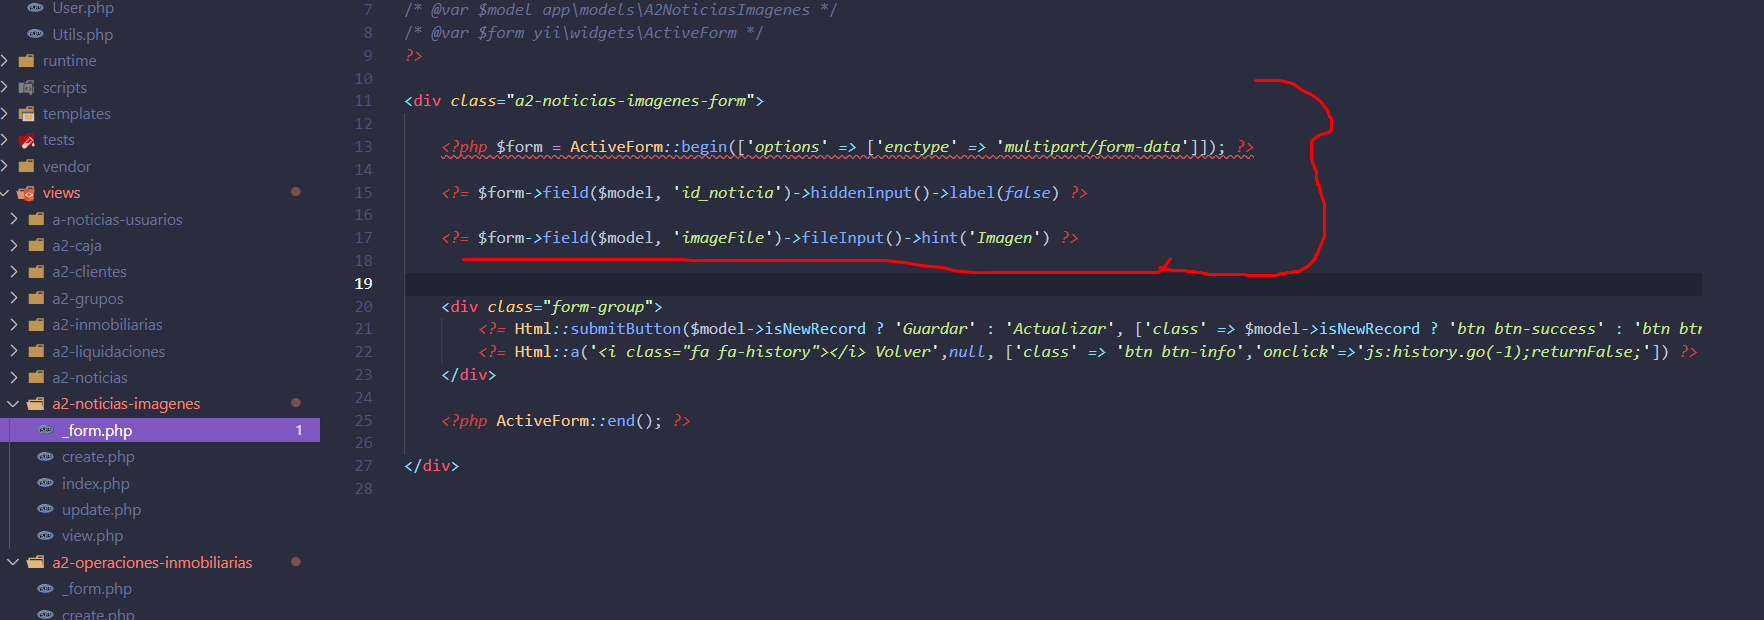 User.php
Utils.php
runtime
scripts
templates
tests
vendor
views
a-noticias-usuarios
a2-caja
a2-clientes
a2-grupos
a2-inmobiliarias
a2-liquidaciones
a2-noticias
a2-noticias-imagenes
_form.php 1
create.php
index.php
update.php
view.php
a2-operaciones-inmobiliarias
_form.php
create.php
7 /* @var $model app\models\A2NoticiasImagenes */
8 /* @var $form yii\widgets\ActiveForm */
9 ?>
10
11 <div class="a2-noticias-imagenes-form">
12
13 <?php $form = ActiveForm::begin(['options' => ['enctype' => 'multipart/form-data']]); ?>
14
15 <?= $form->field($model, 'id_noticia')->hiddenInput()->label(false) ?>
16
17 <?= $form->field($model, 'imageFile')->fileInput()->hint('Imagen') ?>
18
19
20 <div class="form-group">
21 <?= Html::submitButton($model->isNewRecord ? 'Guardar' : 'Actualizar', ['class' => $model->isNewRecord ? 'btn btn-success' : 'btn btn
22 <?= Html::a('<i class="fa fa-history"></i> Volver',null, ['class' => 'btn btn-info','onclick'=>'js:history.go(-1);returnFalse;']) ?>
23 </div>
24
25 <?php ActiveForm::end(); ?>
26
27 </div>
28